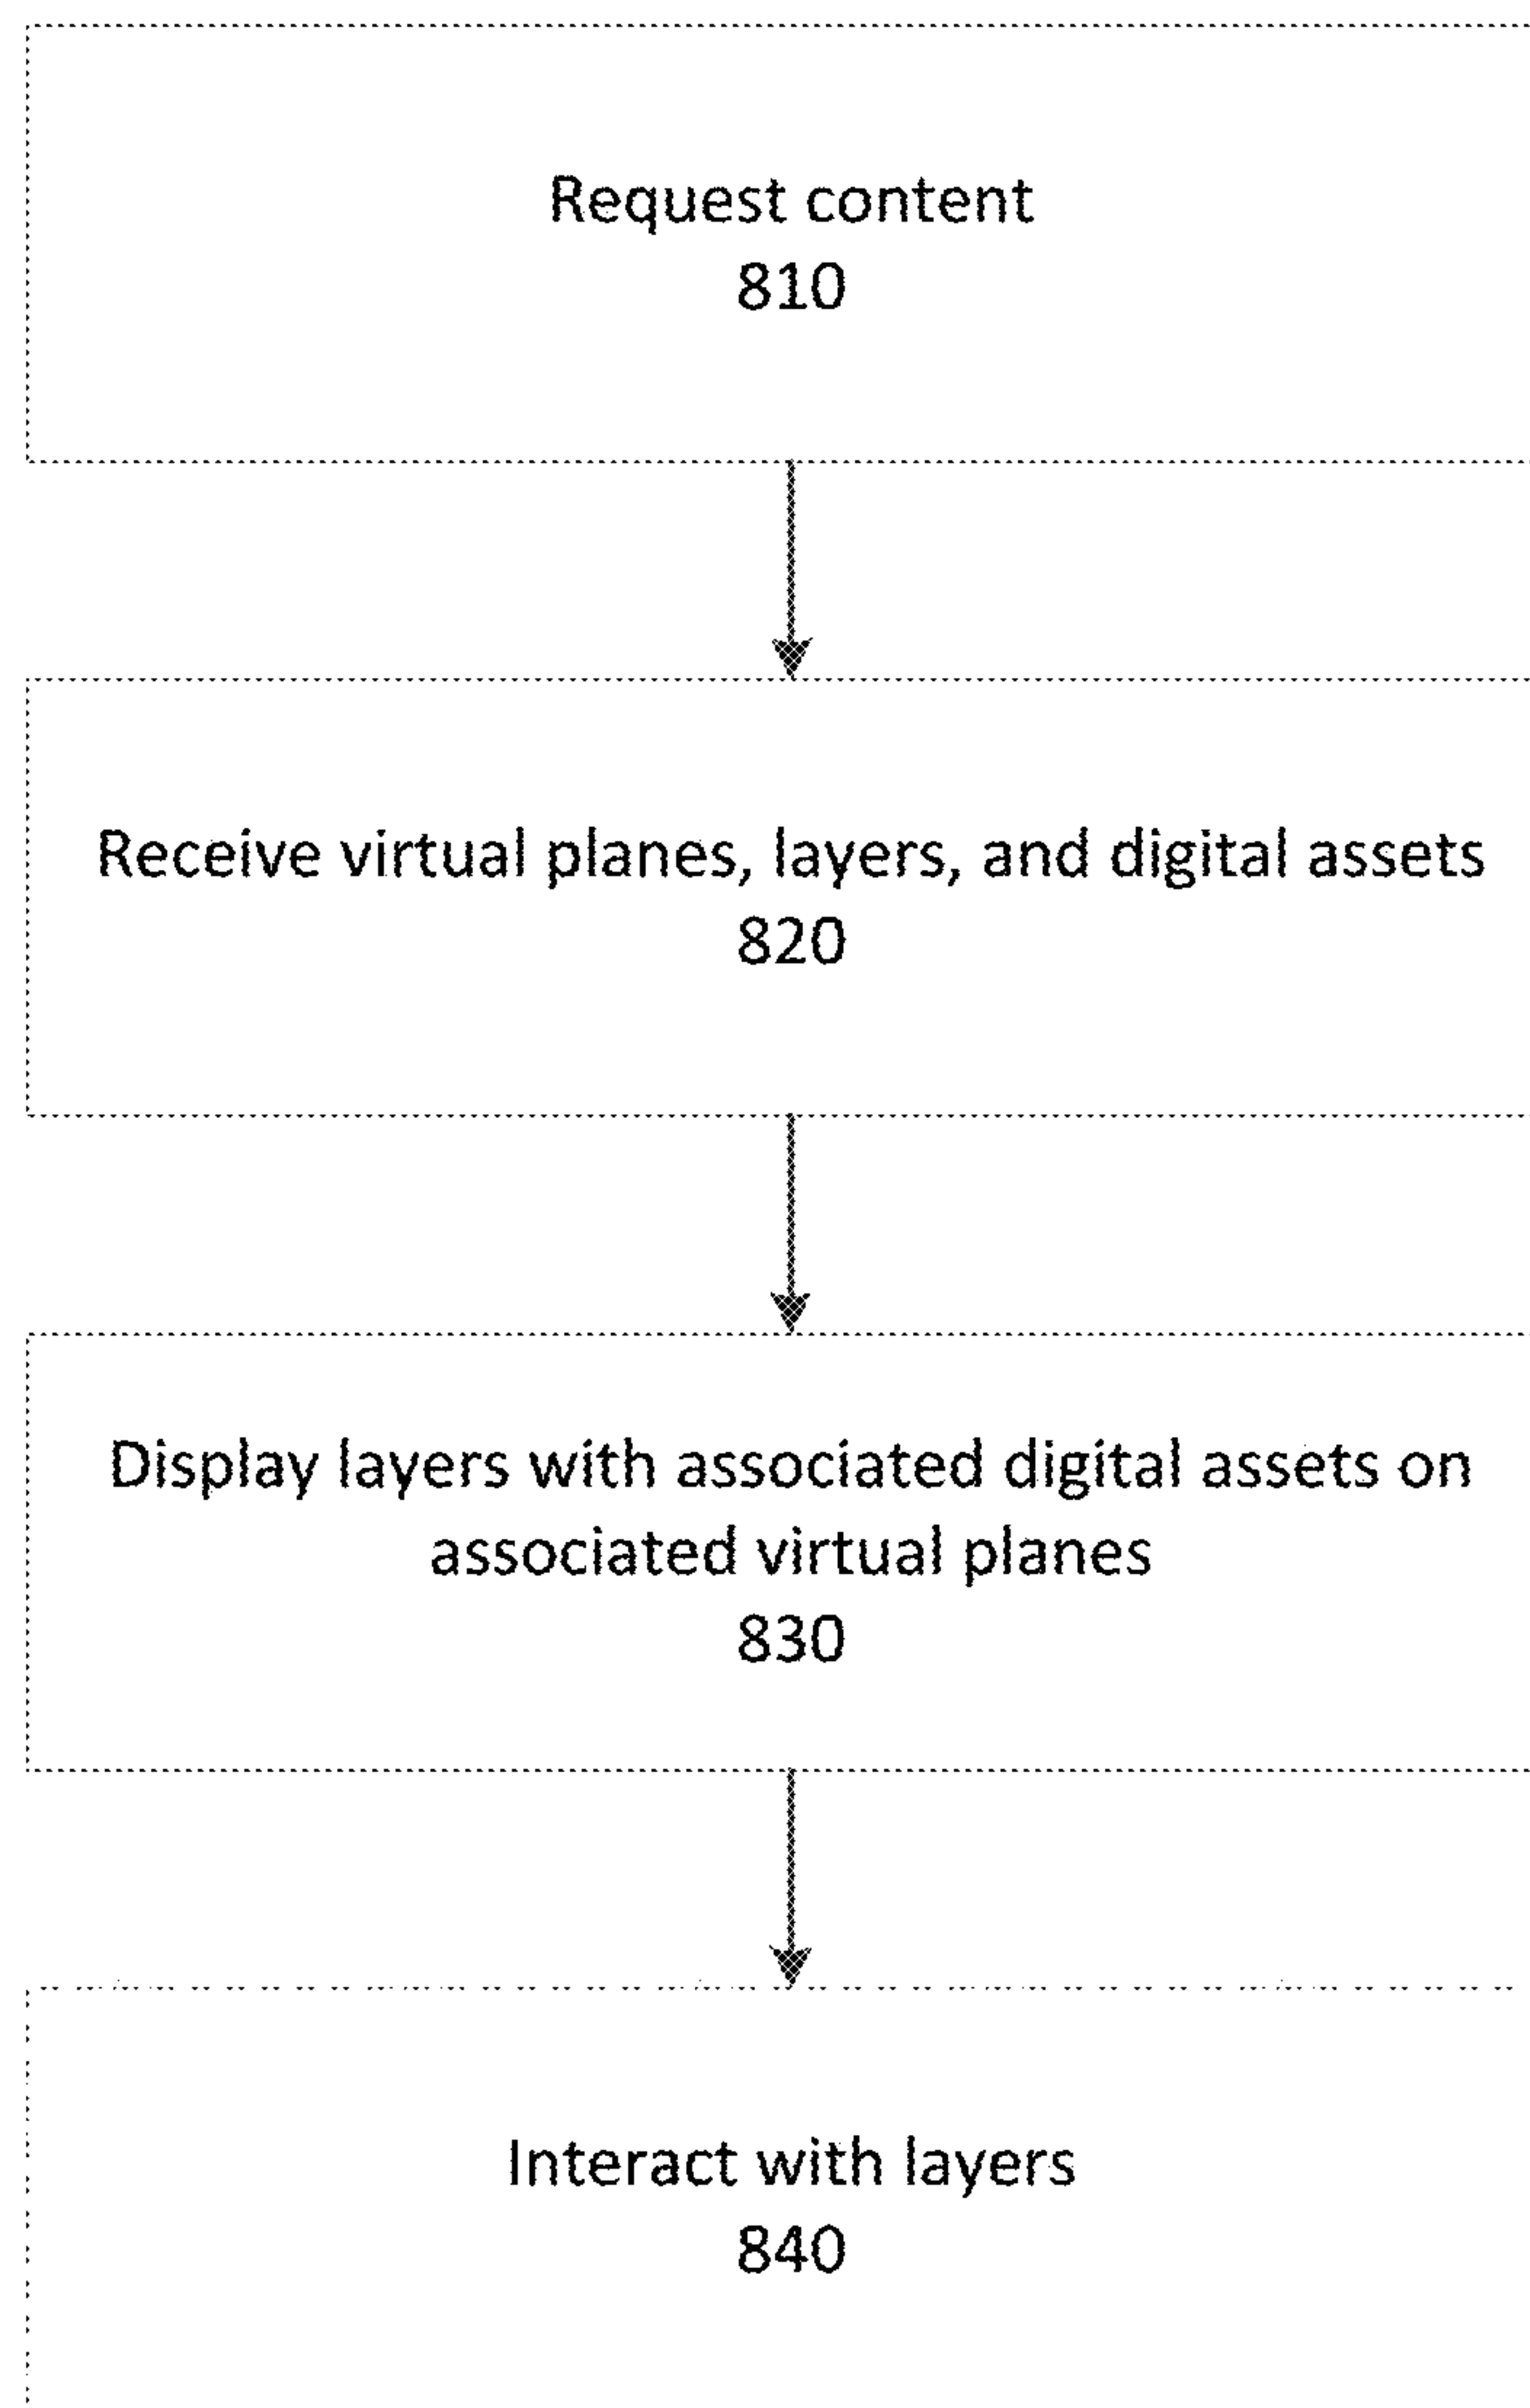 Request content
810
Receive virtual planes, layers, and digital assets
820
Display layers with associated digital assets on
associated virtual planes
830
Interact with layers
840